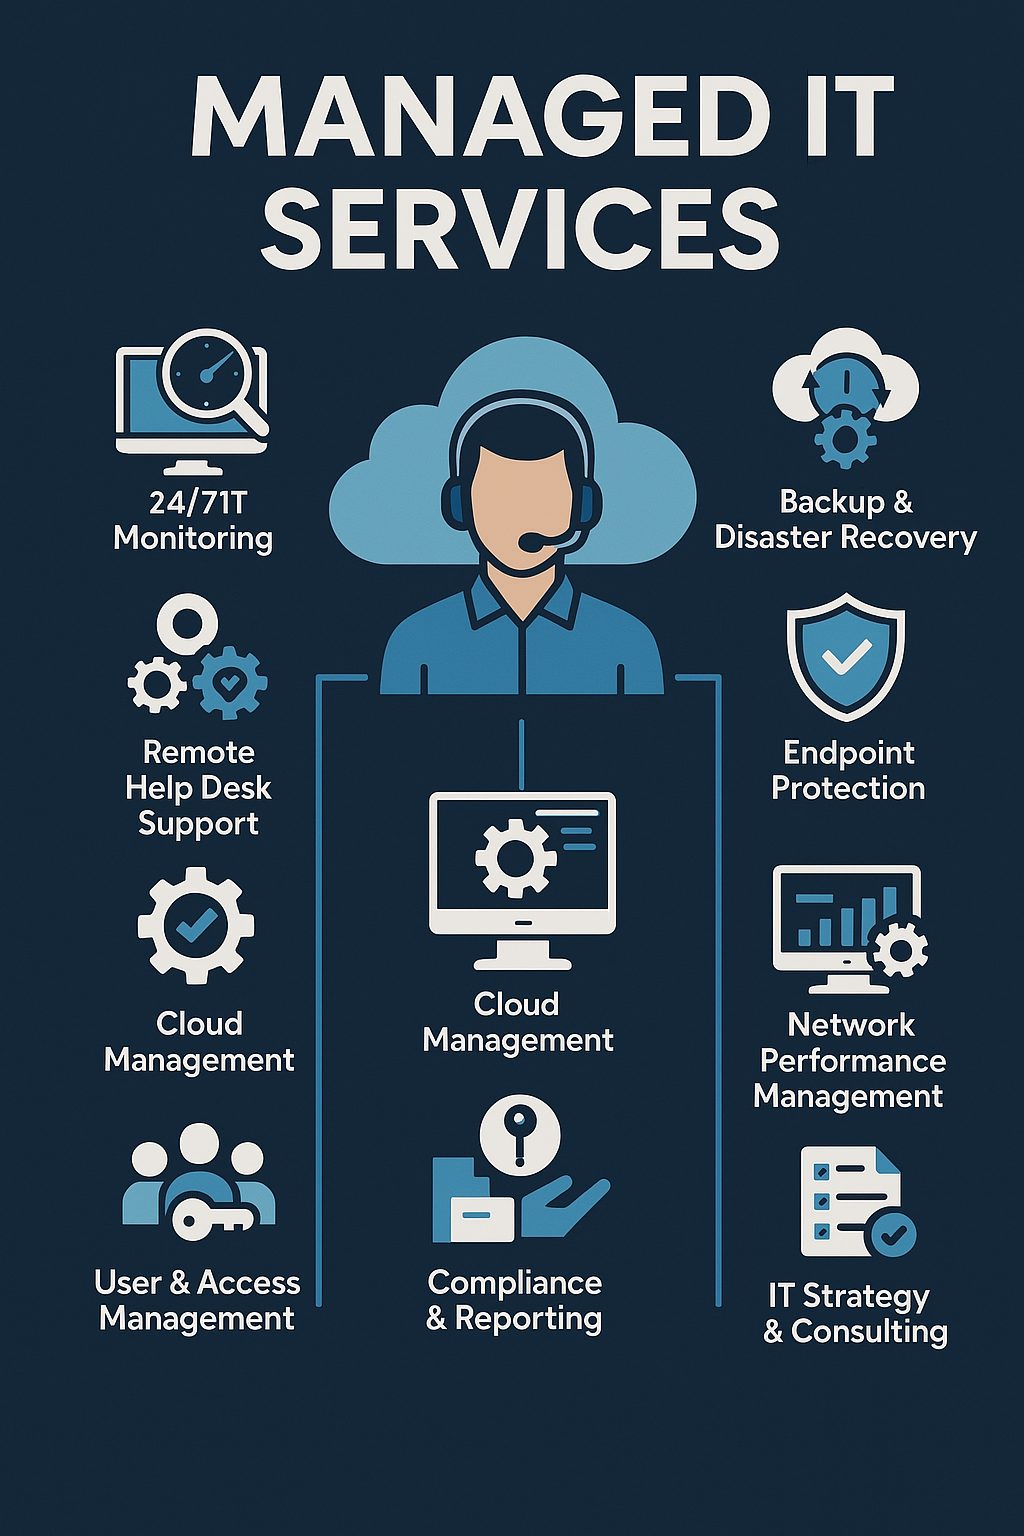 MANAGED IT
SERVICES
24/71T
Monitoring
Backup &
Disaster Recovery
Remote
Help Desk
Support
Endpoint
Protection
Cloud
Management
Cloud
Management
Network
Performance
Management
User & Access
Management
Compliance
& Reporting
IT Strategy
& Consulting